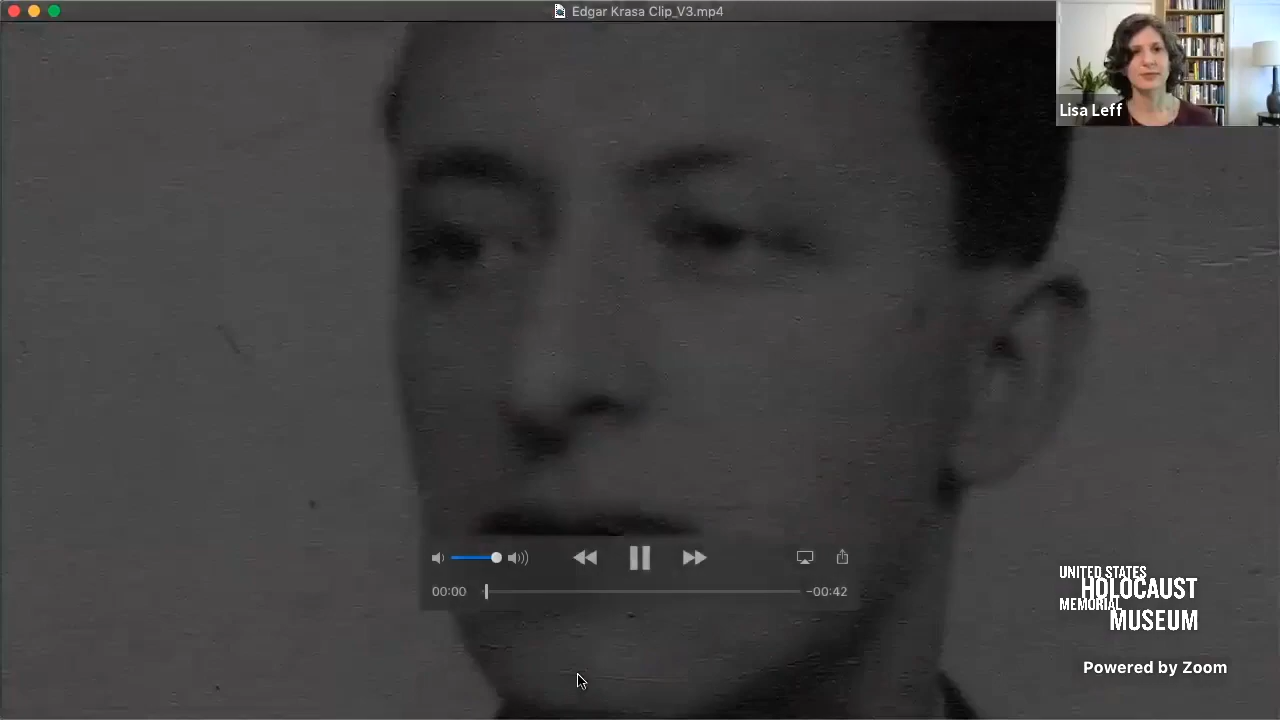 Edgar Krasa Clip_V3.mp4
Lisa Leff
00:00
-00:42
UNITED STATES
HOLOCAUST
MEMORIAL
MUSEUM
Powered by Zoom